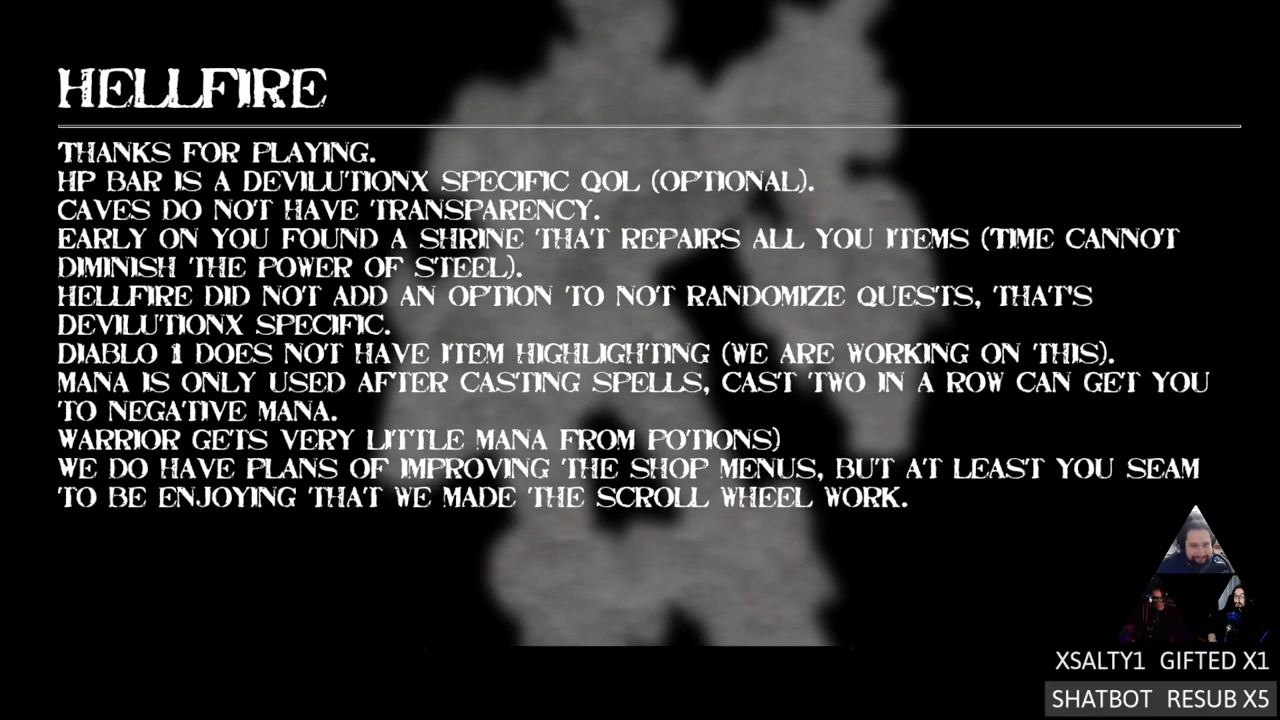 HELLFIRE
THANKS FOR PLAYING.
HP BAR IS A DEVILUTIONX SPECIFIC QOL (OPTIONAL).
CAVES DO NOT HAVE TRANSPARENCY.
EARLY ON YOU FOUND A SHRINE THAT REPAIRS ALL YOU ITEMS (TIME CANNOT
DIMINISH THE POWER OF STEEL).
HELLFIRE DID NOT ADD AN OPTION TO NOT RANDOMIZE QUESTS, THAT'S
DEVILUTIONX SPECIFIC.
DIABLO 1 DOES NOT HAVE ITEM HIGHLIGHTING (WE ARE WORKING ON THIS).
MANA IS ONLY USED AFTER CASTING SPELLS, CAST TWO IN A ROW CAN GET YOU
TO NEGATIVE MANA.
WARRIOR GETS VERY LITTLE MANA FROM POTIONS)
WE DO HAVE PLANS OF IMPROVING THE SHOP MENUS, BUT AT LEAST YOU SEAM
TO BE ENJOYING THAT WE MADE THE SCROLL WHEEL WORK.
XSALTY1 GIFTED X1
SHATBOT RESUB X5